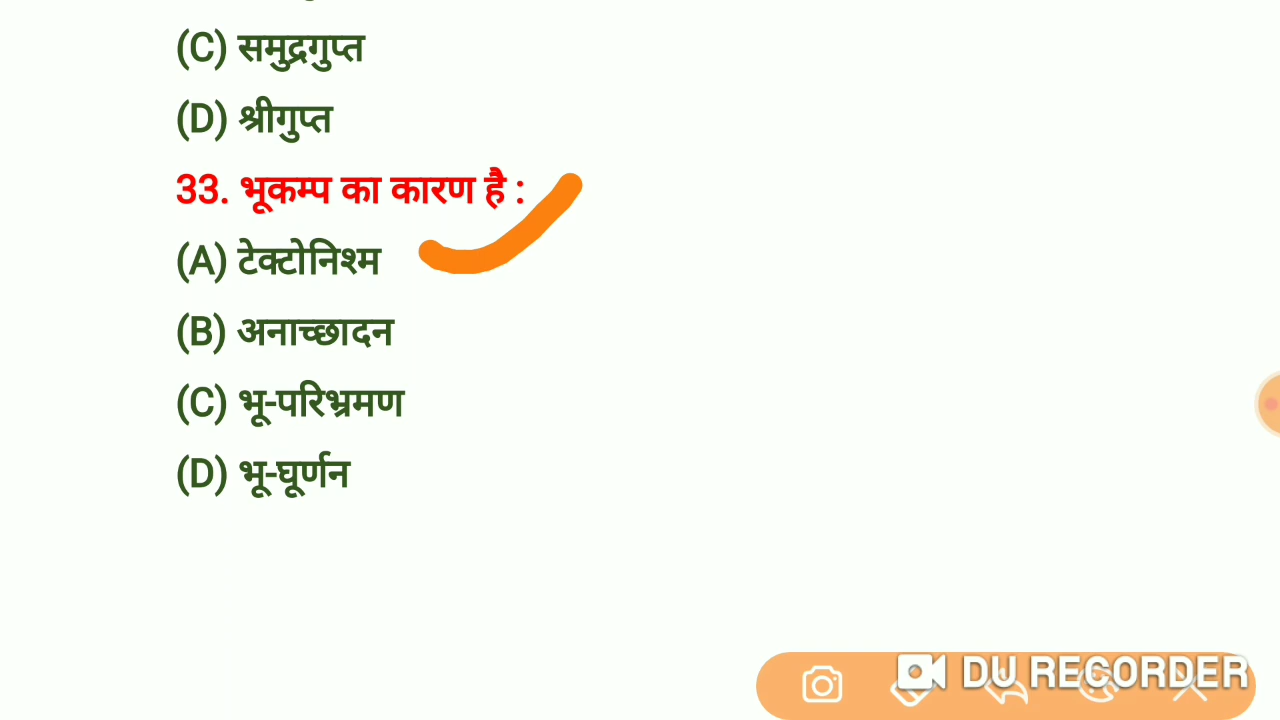 (C) समुद्रगुप्त
(D) श्रीगुप्त
33. भूकम्प का कारण है :
(A) टेक्टोनिश्म
(B) अनाच्छादन
(C) भू-परिभ्रमण
(D) भू-घूर्णन
DU RECORDER